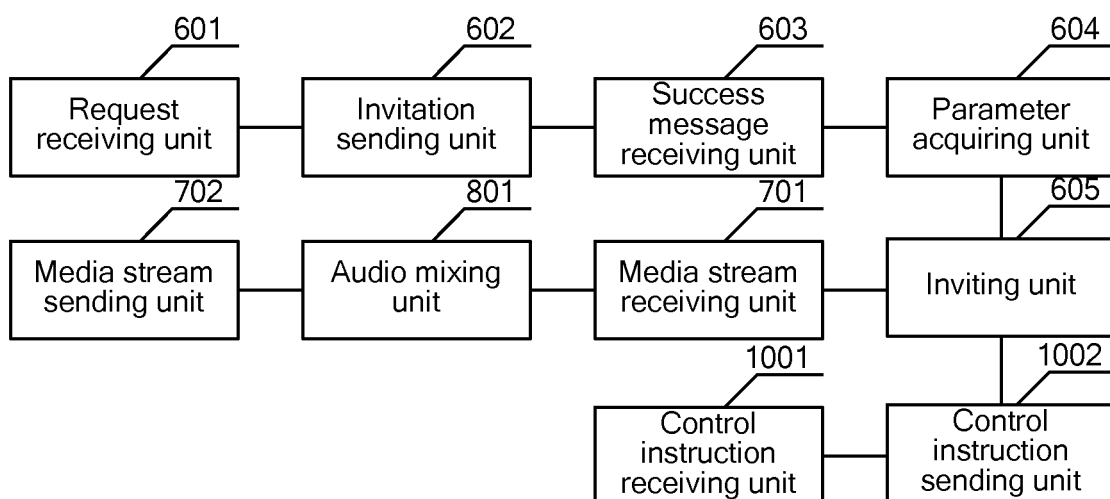 601
602
603
604
Request
receiving unit
Invitation
sending unit
Success
message
receiving unit
Parameter
acquiring unit
702
801
701
605
Media stream
sending unit
Audio mixing
unit
Media stream
receiving unit
Inviting unit
1001
1002
Control
instruction
receiving unit
Control
instruction
sending unit